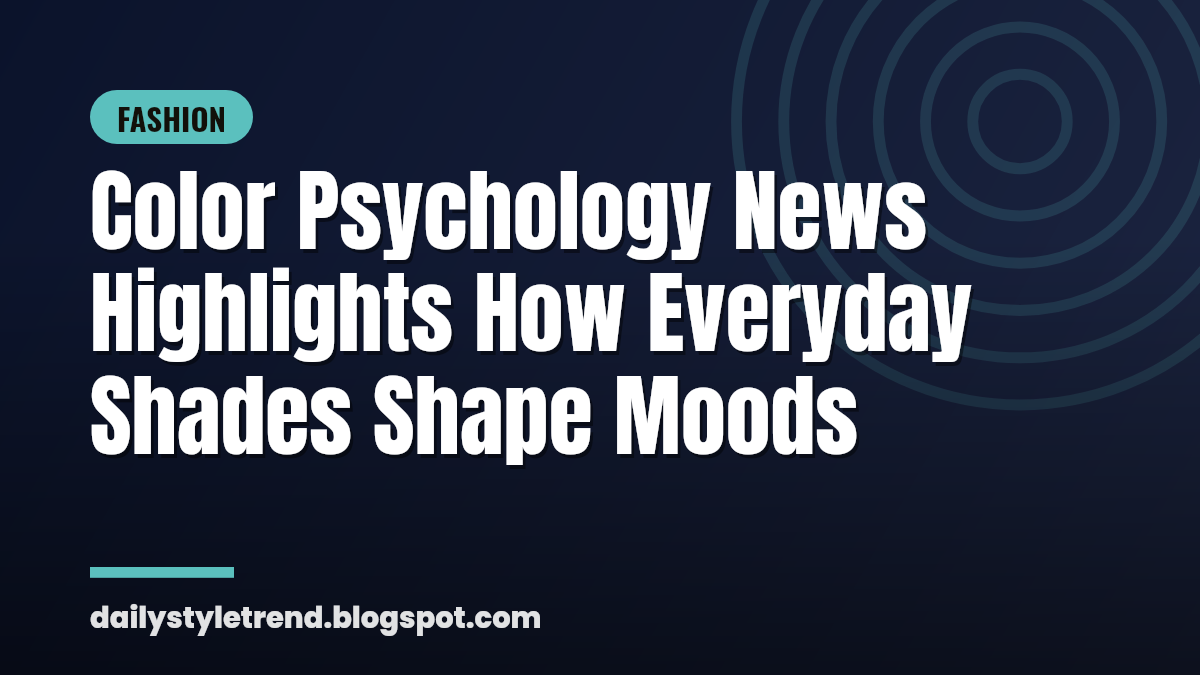 FASHION
Color Psychology News
Highlights How Everyday
Shades Shape Moods
dailystyletrend.blogspot.com